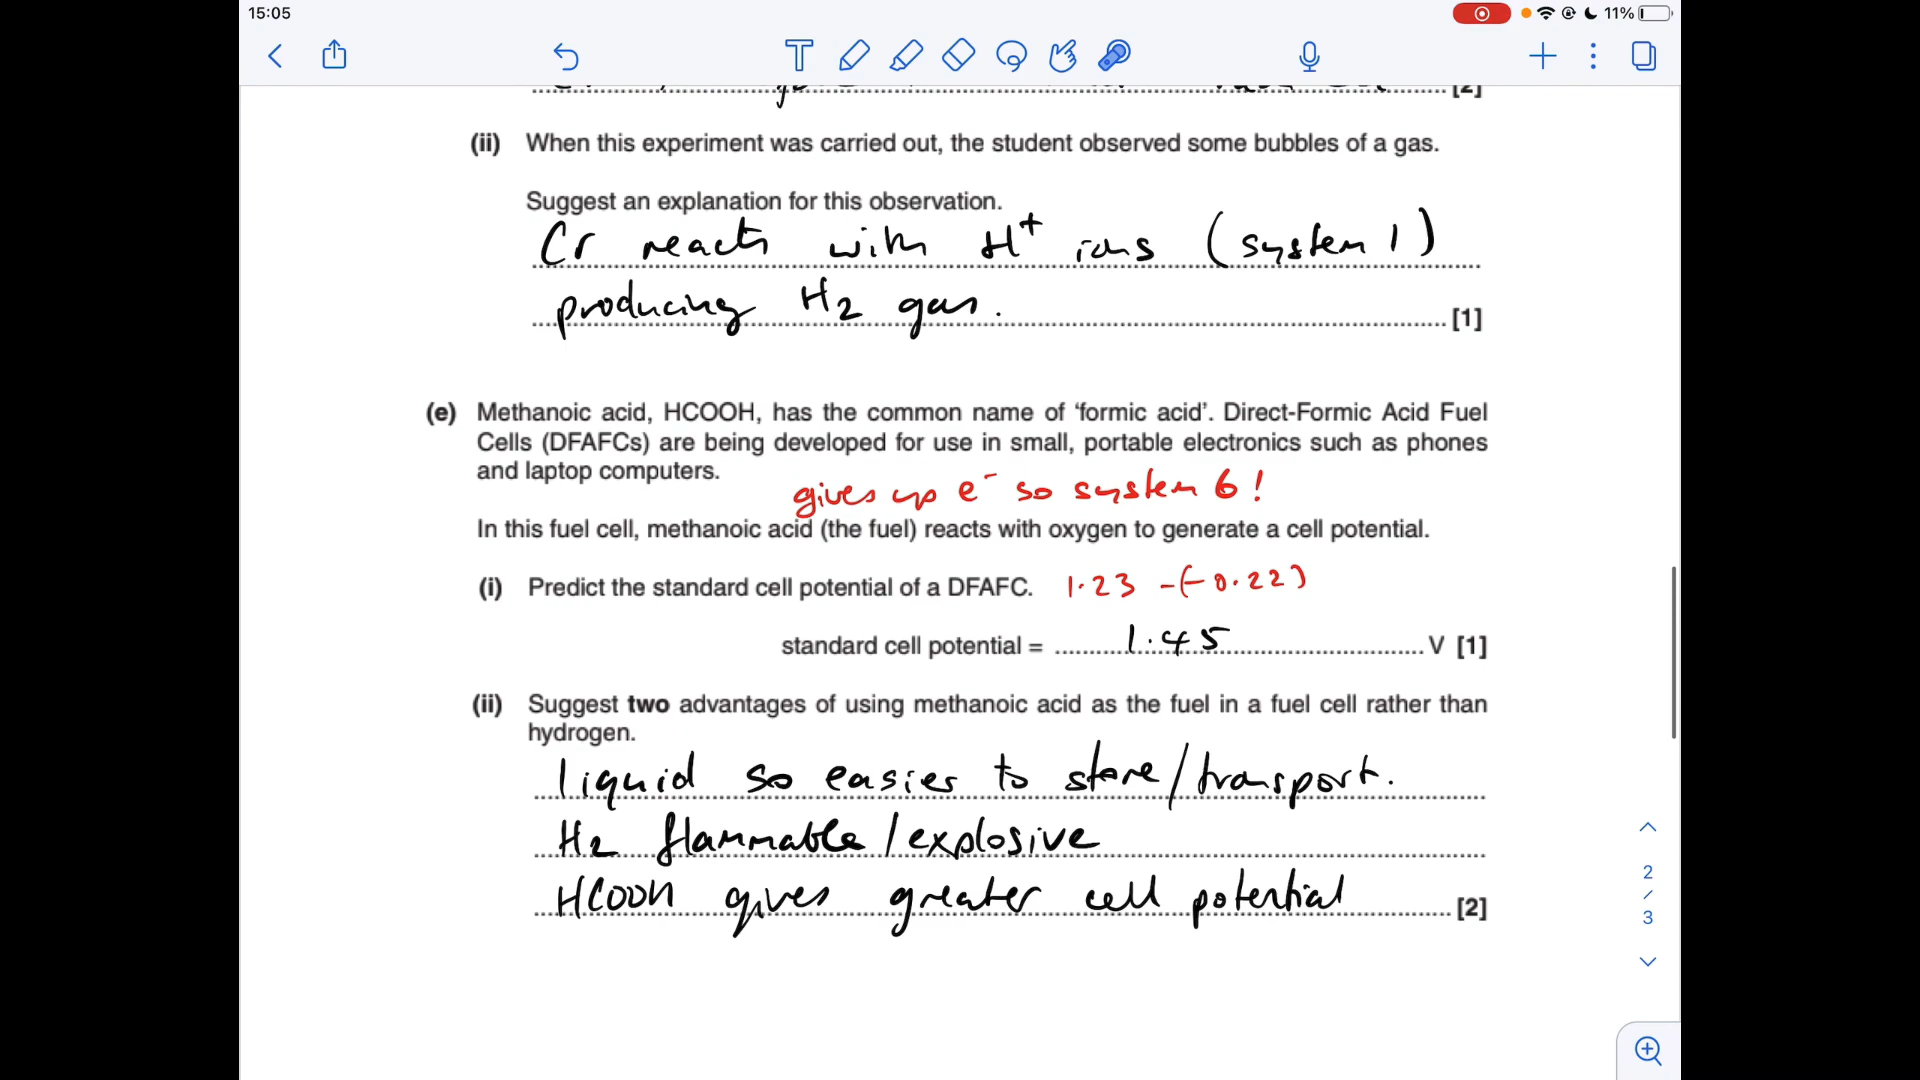 15:05
11%
[2]
(ii) When this experiment was carried out, the student observed some bubbles of a gas.
Suggest an explanation for this observation.
Cr reacts with H+ ions (system 1)
producing H2 gas.
[1]
(e) Methanoic acid, HCOOH, has the common name of ‘formic acid’. Direct-Formic Acid Fuel
Cells (DFAFCs) are being developed for use in small, portable electronics such as phones
and laptop computers.
gives up e⁻ so system 6!
In this fuel cell, methanoic acid (the fuel) reacts with oxygen to generate a cell potential.
(i) Predict the standard cell potential of a DFAFC. 1.23 -(-0.22)
standard cell potential = 1.45 V [1]
(ii) Suggest two advantages of using methanoic acid as the fuel in a fuel cell rather than
hydrogen.
liquid so easier to store/transport.
H2 flammable/explosive
HCOOH gives greater cell potential [2]
2
/
3